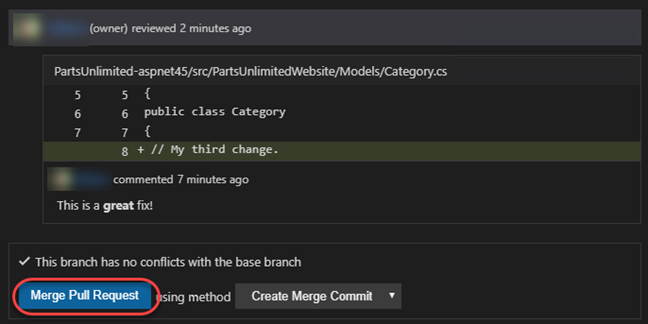 (owner) reviewed 2 minutes ago
PartsUnlimited-aspnet45/src/PartsUnlimitedWebsite/Models/Category.cs
5 5 {
6 6 public class Category
7 7 {
8 + // My third change.
commented 7 minutes ago
This is a great fix!
✓ This branch has no conflicts with the base branch
Merge Pull Request using method Create Merge Commit ▼